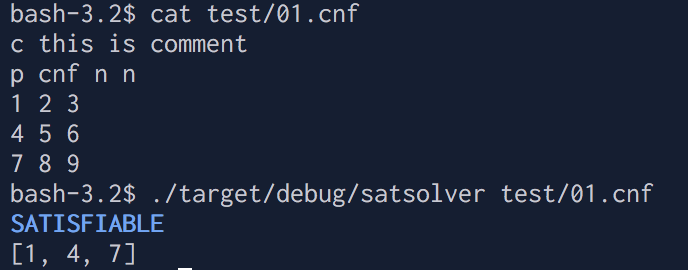 bash-3.2$ cat test/01.cnf
c this is comment
p cnf n n
1 2 3
4 5 6
7 8 9
bash-3.2$ ./target/debug/satsolver test/01.cnf
SATISFIABLE
[1, 4, 7]